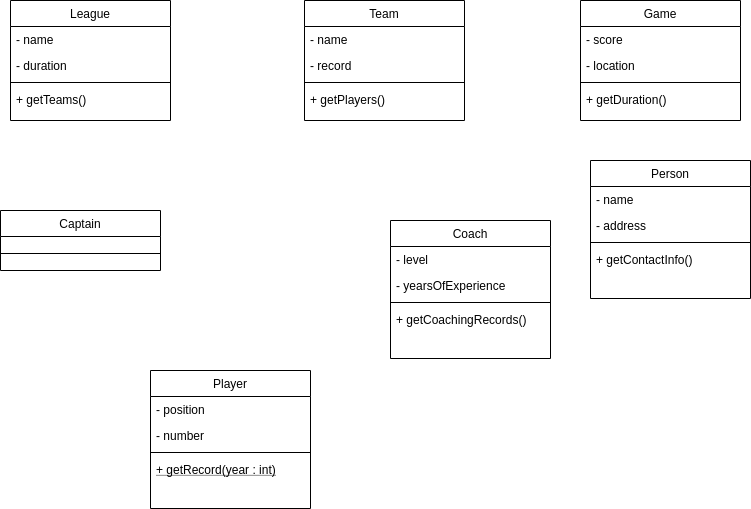 League
- name
- duration
+ getTeams()
Team
- name
- record
+ getPlayers()
Game
- score
- location
+ getDuration()
Person
- name
- address
+ getContactInfo()
Captain
Coach
- level
- yearsOfExperience
+ getCoachingRecords()
Player
- position
- number
+ getRecord(year : int)